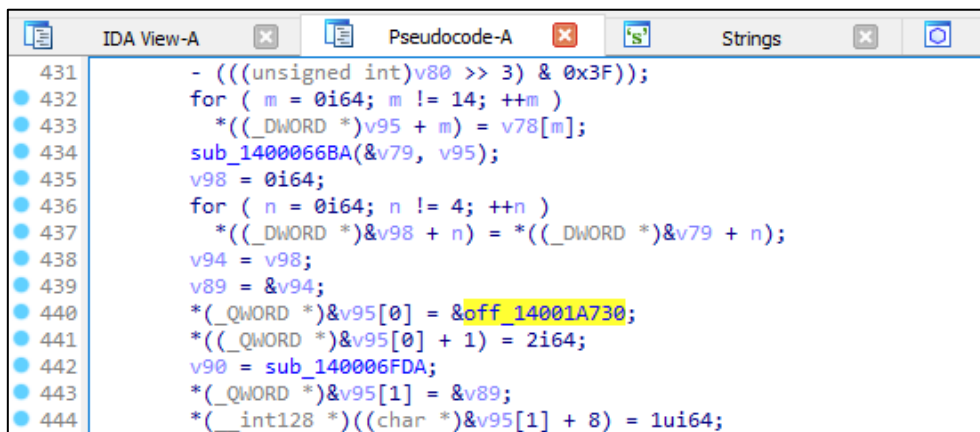 IDA View-A Pseudocode-A 's' Strings
431 - (((unsigned int)v80 >> 3) & 0x3F));
432 for ( m = 0i64; m != 14; ++m )
433 *((_DWORD *)v95 + m) = v78[m];
434 sub_1400066BA(&v79, v95);
435 v98 = 0i64;
436 for ( n = 0i64; n != 4; ++n )
437 *((_DWORD *)&v98 + n) = *((_DWORD *)&v79 + n);
438 v94 = v98;
439 v89 = &v94;
440 *(_QWORD *)&v95[0] = &off_14001A730;
441 *((_QWORD *)&v95[0] + 1) = 2i64;
442 v90 = sub_140006FDA;
443 *(_QWORD *)&v95[1] = &v89;
444 *(__int128 *)((char *)&v95[1] + 8) = 1ui64;